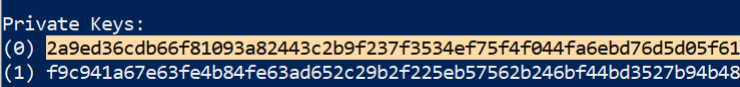 Private Keys:
(0) 2a9ed36cdb66f81093a82443c2b9f237f3534ef75f4f044fa6ebd76d5d05f61
(1) f9c941a67e63fe4b84fe63ad652c29b2f225eb57562b246bf44bd3527b94b48